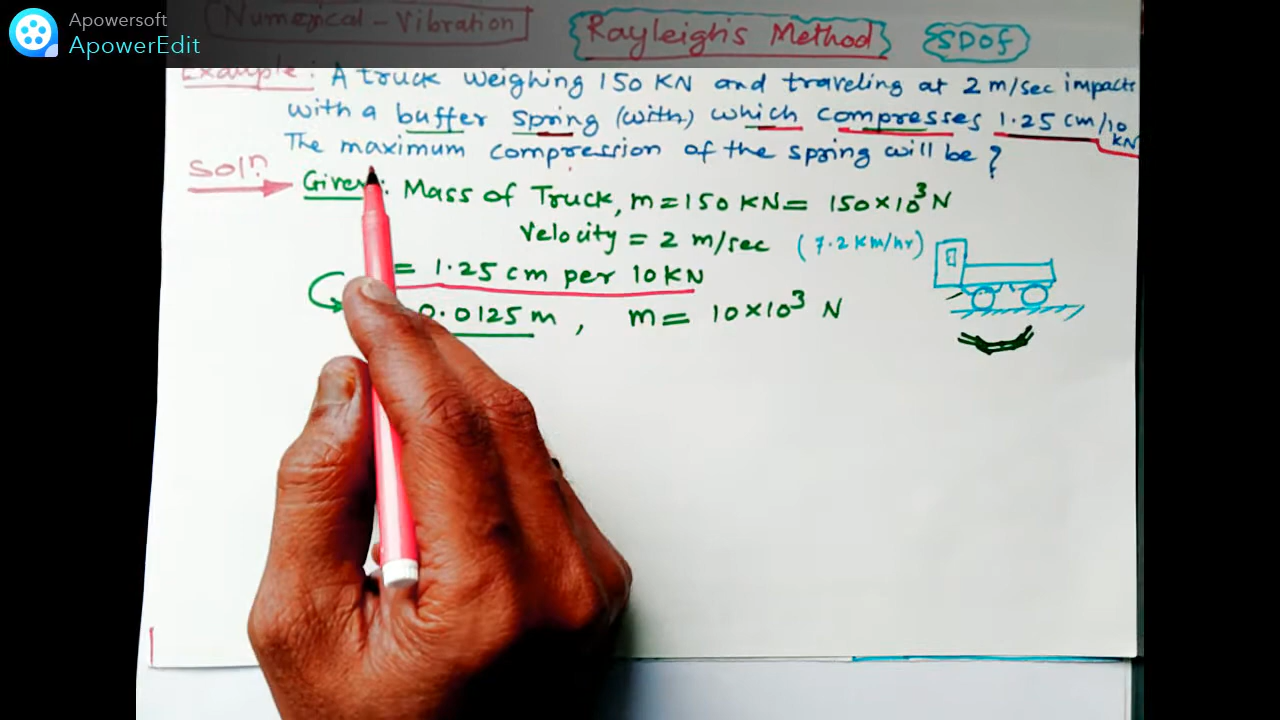 Apowersoft
ApowerEdit
Numerical - Vibration
Rayleigh's Method
SDOF
Example : A truck weighing 150 KN and traveling at 2 m/sec impacts
with a buffer spring (with) which compresses 1.25 cm/10 KN
The maximum compression of the spring will be ?
Soln.
Given : Mass of Truck, m = 150 KN = 150×10³ N
Velocity = 2 m/sec (7.2 Km/hr)
= 1.25 cm per 10 KN
0.0125 m , m = 10×10³ N